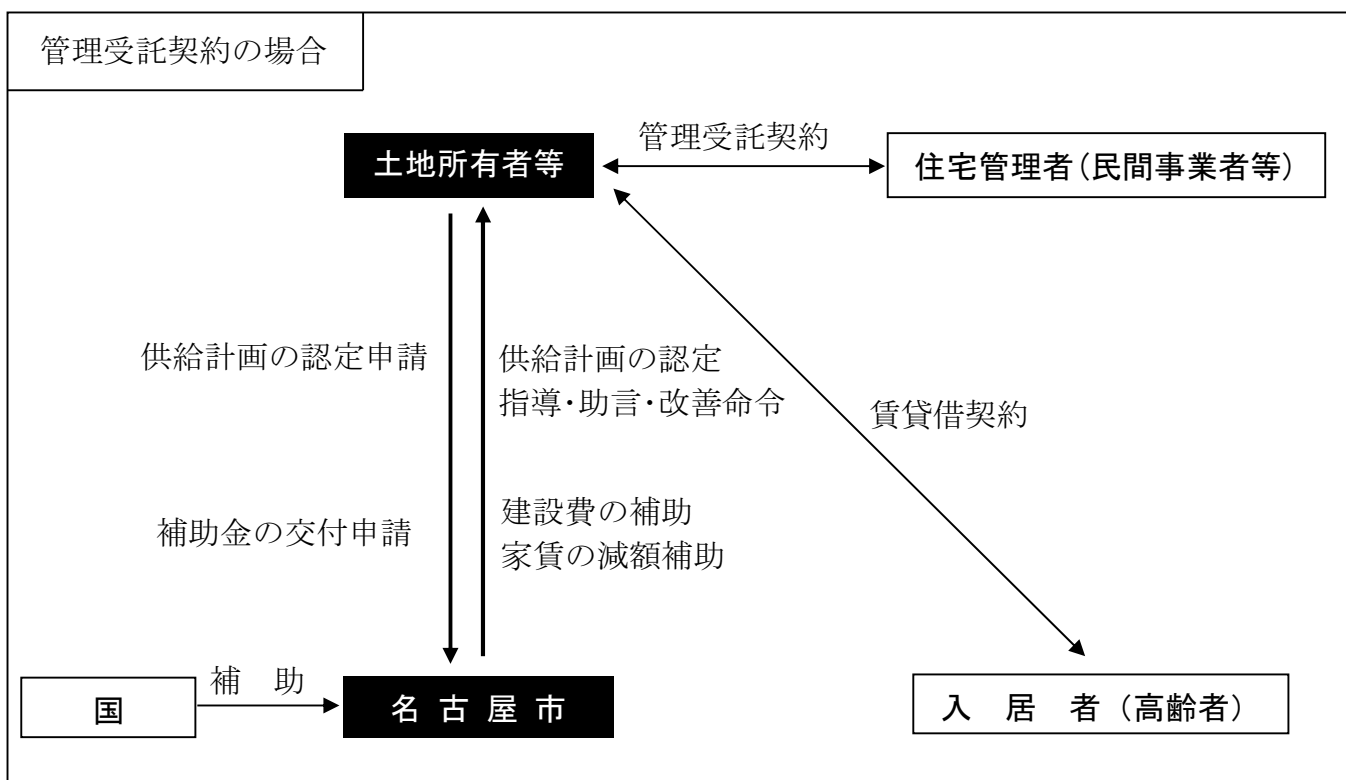 管理受託契約の場合
管理受託契約
土地所有者等
住宅管理者(民間事業者等)
供給計画の認定申請
供給計画の認定
指導・助言・改善命令
賃貸借契約
補助金の交付申請
建設費の補助
家賃の減額補助
補　助
国
名 古 屋 市
入　居　者 (高齢者)